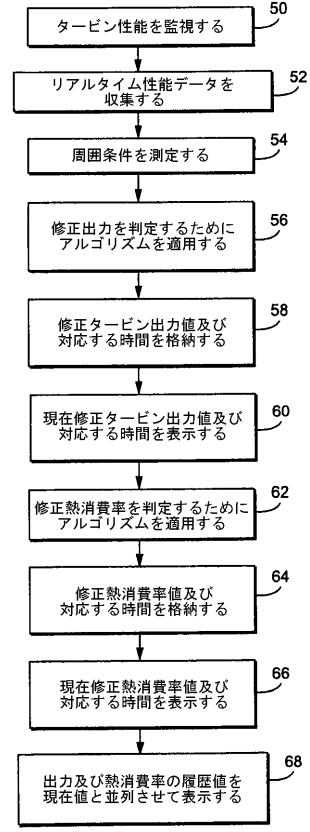 タービン性能を監視する
50
リアルタイム性能データを
収集する
52
周囲条件を測定する
54
修正出力を判定するために
アルゴリズムを適用する
56
修正タービン出力値及び
対応する時間を格納する
58
現在修正タービン出力値及び
対応する時間を表示する
60
修正熱消費率を判定するために
アルゴリズムを適用する
62
修正熱消費率値及び
対応する時間を格納する
64
現在修正熱消費率値及び
対応する時間を表示する
66
出力及び熱消費率の履歴値を
現在値と並列させて表示する
68